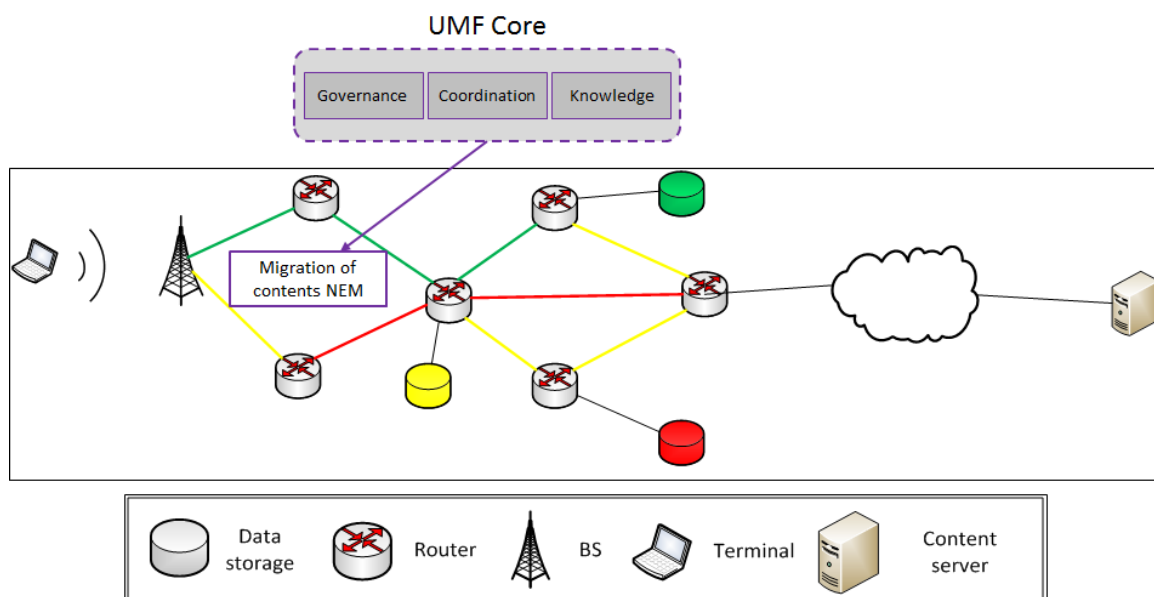 UMF Core
Governance
Coordination
Knowledge
Migration of
contents NEM
Data
storage
Router
BS
Terminal
Content
server